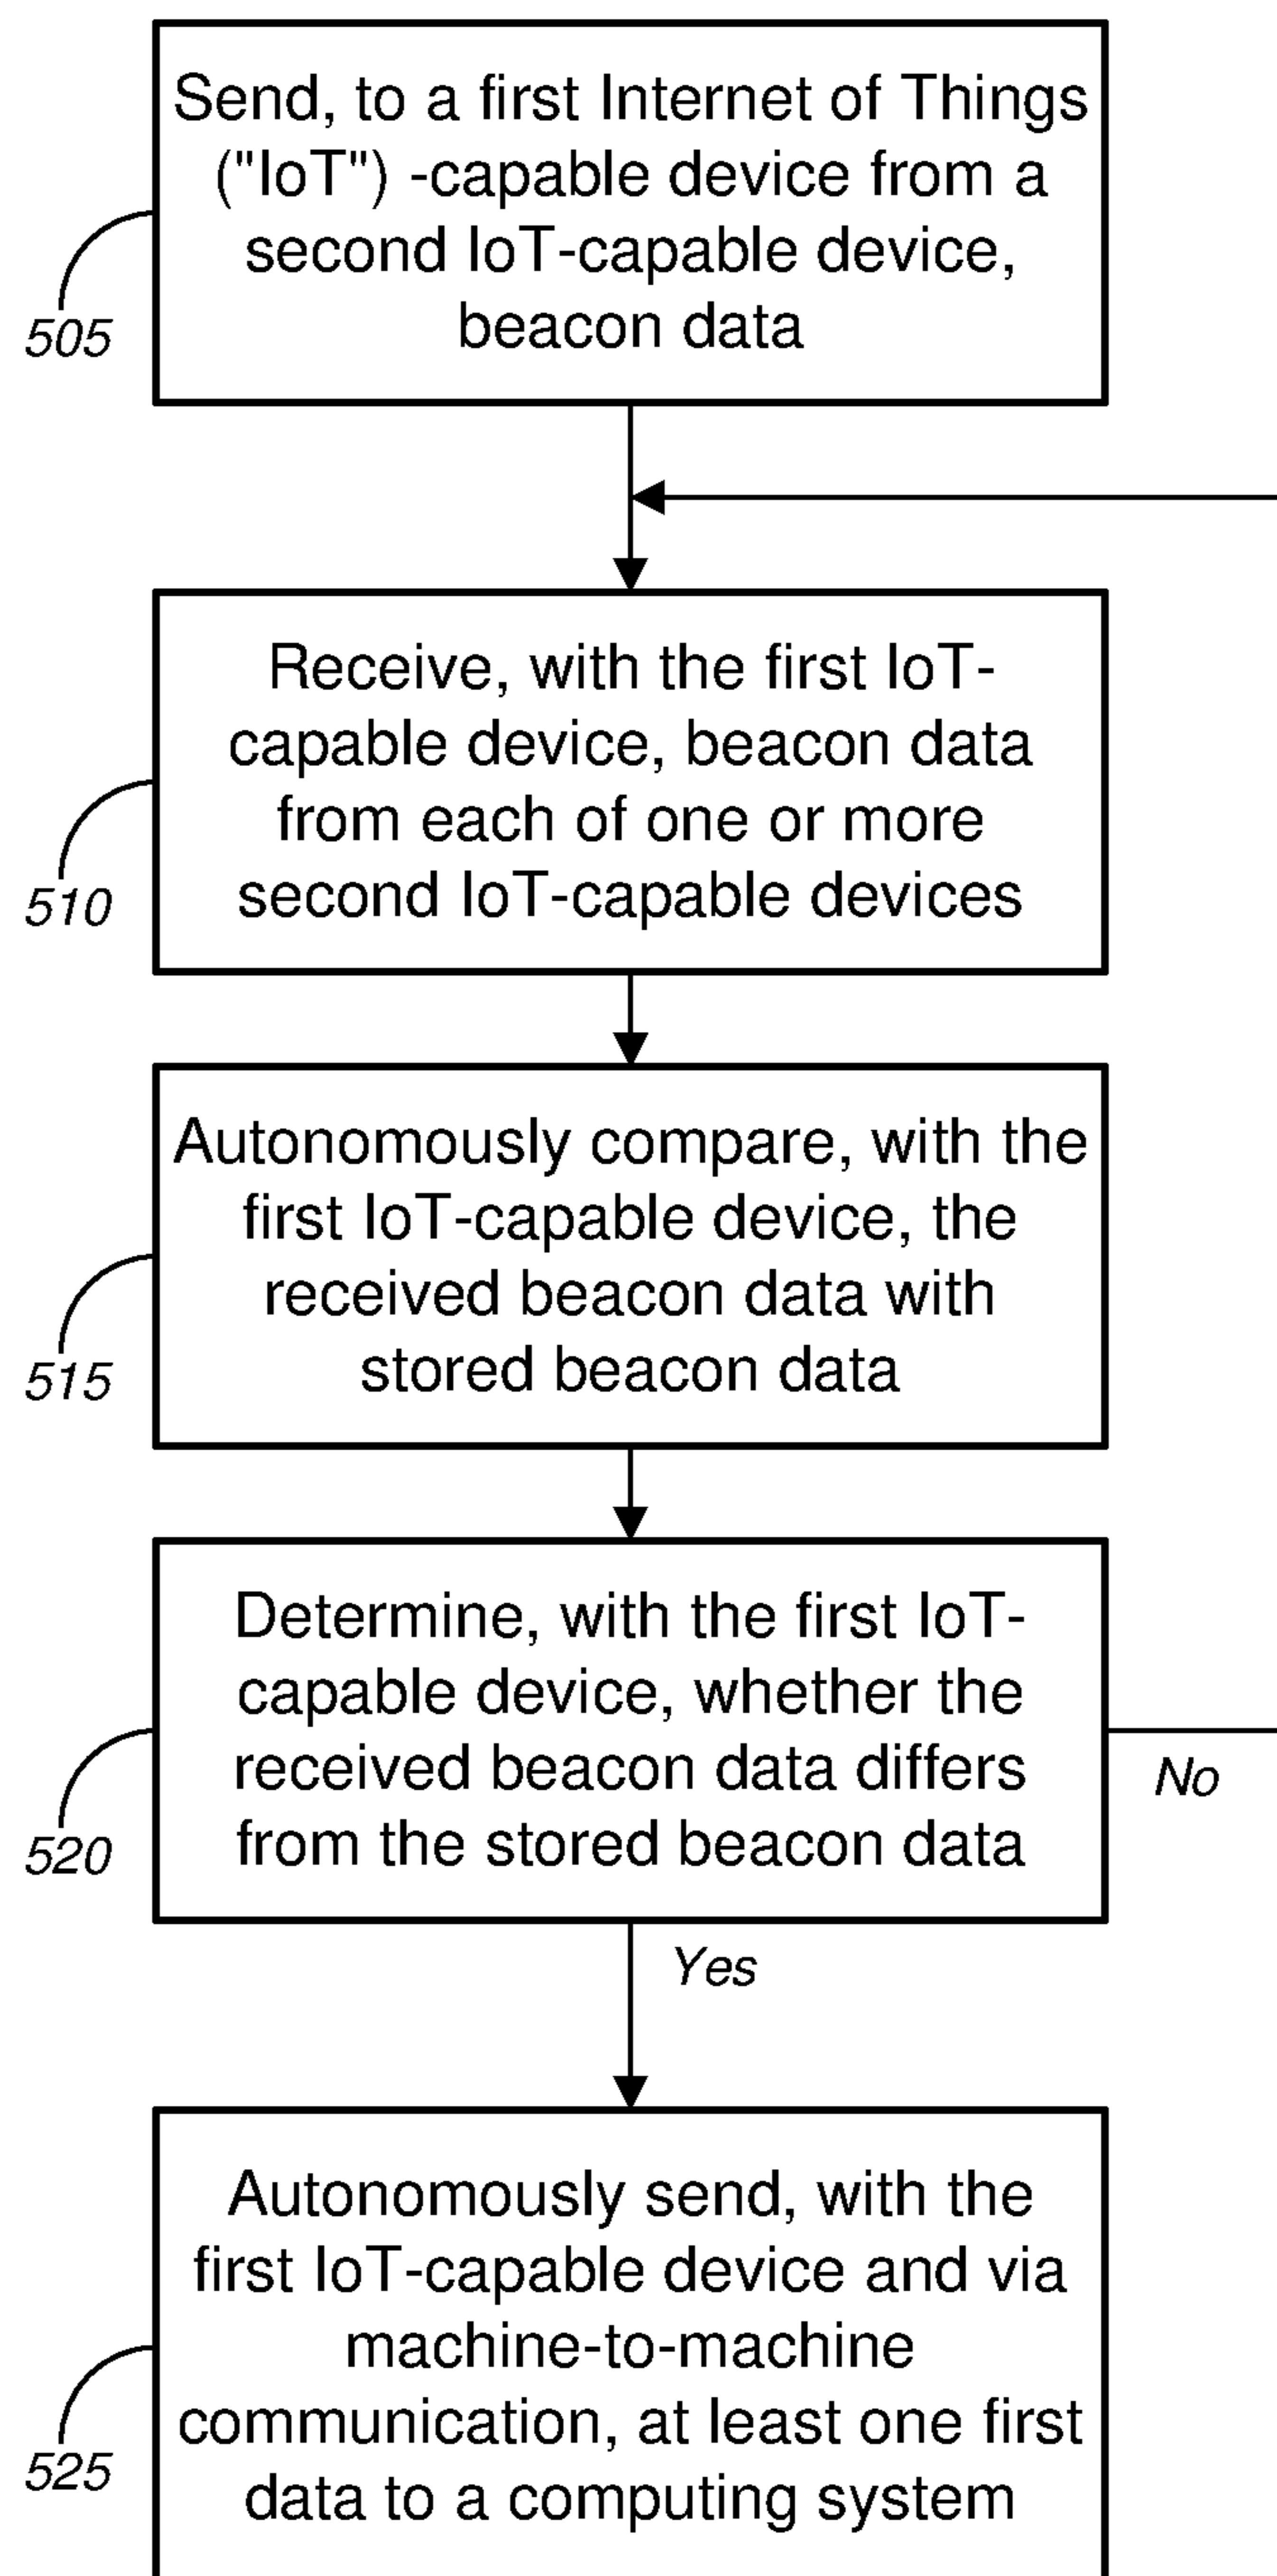 Send, to a first Internet of Things
("IoT") -capable device from a
second IoT-capable device,
beacon data
505
Receive, with the first IoT-
capable device, beacon data
from each of one or more
second IoT-capable devices
510
Autonomously compare, with the
first IoT-capable device, the
received beacon data with
stored beacon data
515
Determine, with the first IoT-
capable device, whether the
received beacon data differs
from the stored beacon data
520
No
Yes
Autonomously send, with the
first IoT-capable device and via
machine-to-machine
communication, at least one first
data to a computing system
525